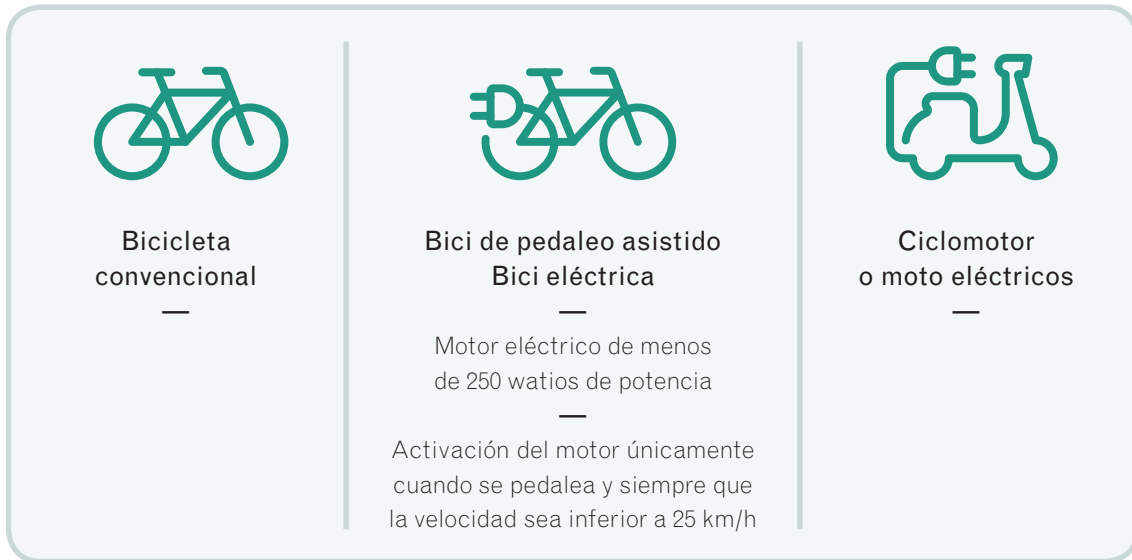 Bicicleta
convencional
—
Bici de pedaleo asistido
Bici eléctrica
—
Motor eléctrico de menos
de 250 watios de potencia
—
Activación del motor únicamente
cuando se pedalea y siempre que
la velocidad sea inferior a 25 km/h
Ciclomotor
o moto eléctricos
—